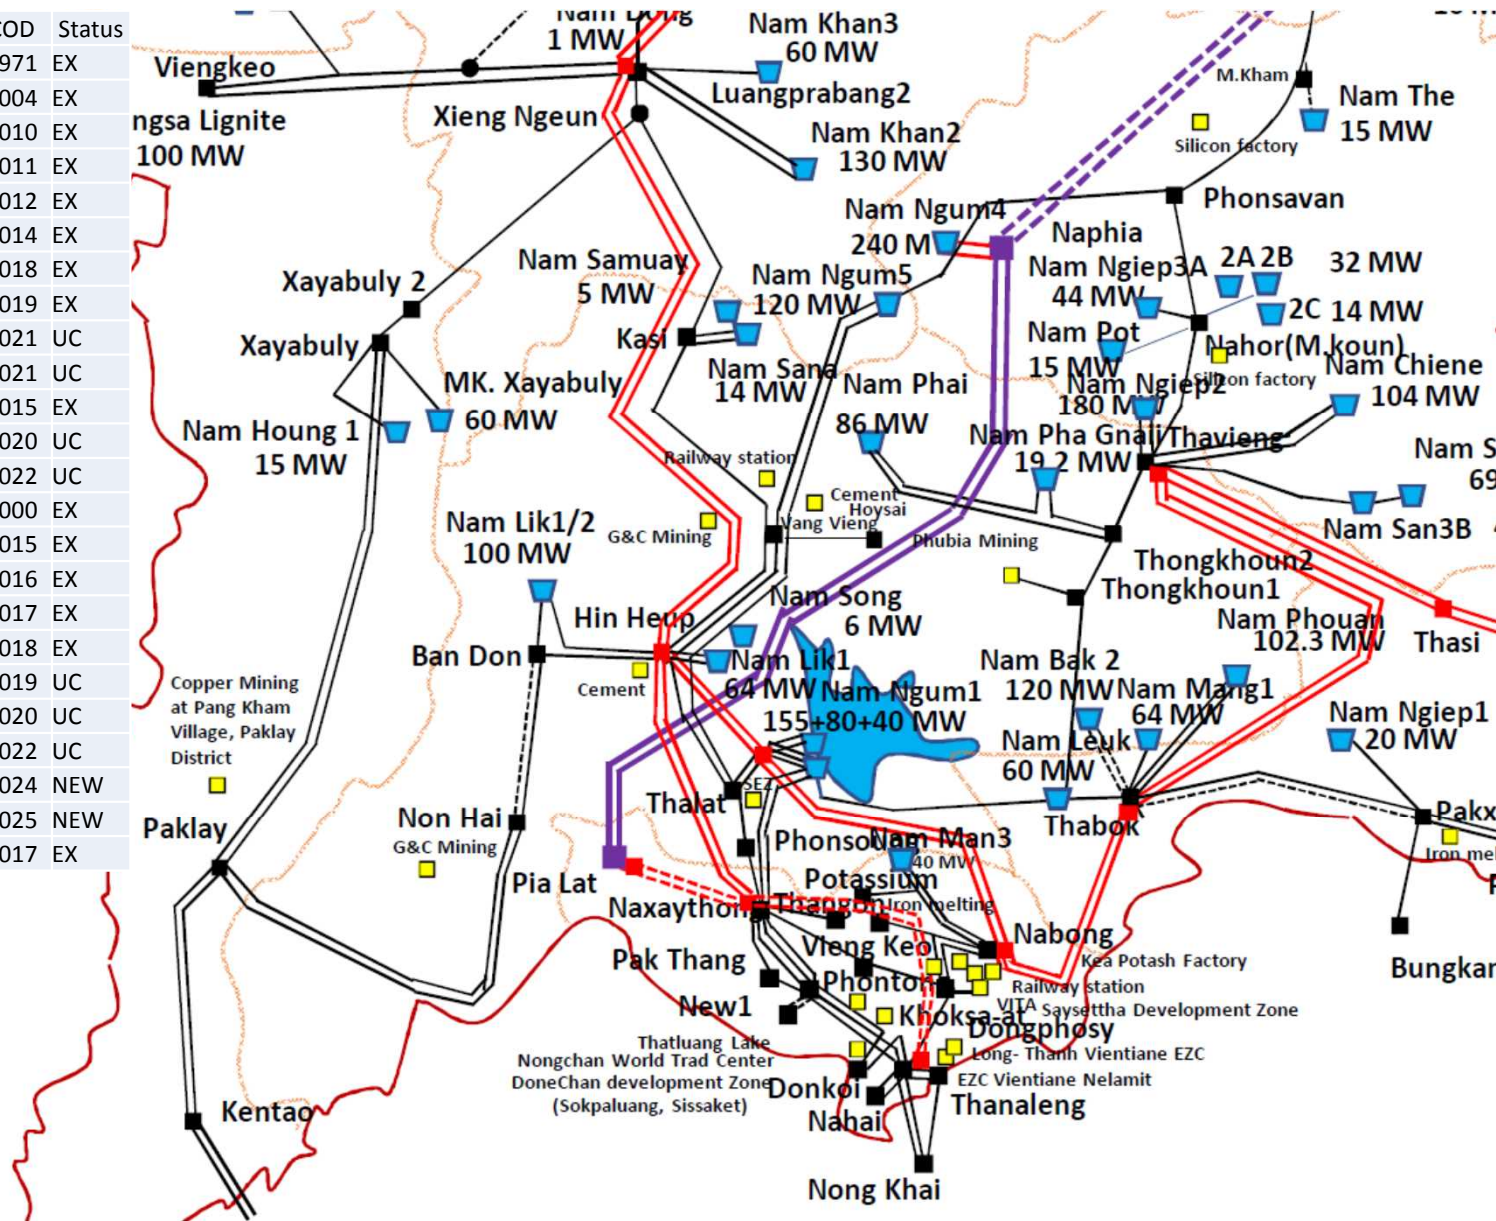 COD Status
971 EX
004 EX
010 EX
011 EX
012 EX
014 EX
018 EX
019 EX
021 UC
021 UC
015 EX
020 UC
022 UC
000 EX
015 EX
016 EX
017 EX
018 EX
019 UC
020 UC
022 UC
024 NEW
025 NEW
017 EX
Nam Dong
1 MW
Nam Khan3
60 MW
Viengkeo
Luangprabang2
M.Kham
Nam The
15 MW
ngsa Lignite
100 MW
Xieng Ngeun
Nam Khan2
130 MW
Silicon factory
Phonsavan
Nam Ngum4
240 M
Naphia
Nam Samuay
5 MW
Nam Ngum5
120 MW
Nam Ngiep3A
44 MW
2A 2B
32 MW
2C 14 MW
Xayabuly 2
Xayabuly
Kasi
Nam Sana
14 MW
Nam Pot
15 MW
Nahor(M.koun)
Silicon factory
Nam Chiene
104 MW
MK. Xayabuly
60 MW
Nam Phai
86 MW
Nam Ngiep2
180 MW
Nam Houng 1
15 MW
Railway station
Nam Pha Gnai
19.2 MW
Thavieng
Nam S
69
Nam San3B
Cement
Hoysai
Vang Vieng
G&C Mining
Phubia Mining
Nam Lik1/2
100 MW
Thongkhoun2
Thongkhoun1
Nam Song
6 MW
Nam Phouan
102.3 MW
Thasi
Hin Heup
Ban Don
Cement
Nam Lik1
64 MW
Nam Ngum1
155+80+40 MW
Nam Bak 2
120 MW
Nam Mang1
64 MW
Copper Mining
at Pang Kham
Village, Paklay
District
Nam Leuk
60 MW
Nam Ngiep1
20 MW
SEZ
Thalat
Thabok
Pakx
Iron me
Paklay
Non Hai
G&C Mining
Nam Man3
40 MW
Pia Lat
Potassium
Iron melting
Naxaythong
Thangon
Nabong
Vieng Keo
Kea Potash Factory
Bungkan
Pak Thang
Phonton
Railway station
New1
VITA Saysettha Development Zone
Khoksa-at
Dongphosy
Thatluang Lake
Nongchan World Trad Center
DoneChan development Zone
(Sokpaluang, Sissaket)
Long- Thanh Vientiane EZC
EZC Vientiane Nelamit
Donkoi
Thanaleng
Nahai
Kentao
Nong Khai